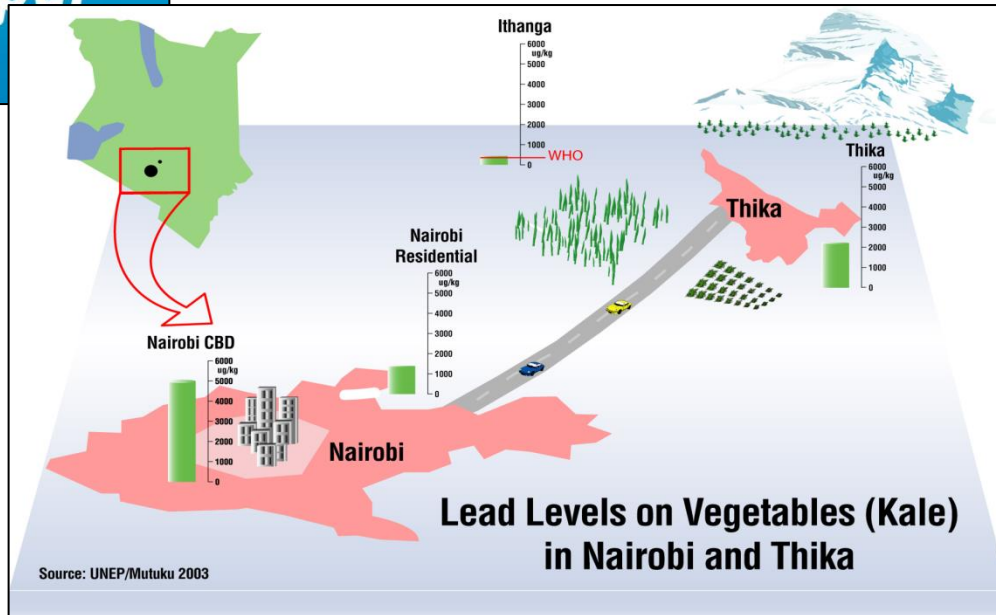 Ithanga
6000
ug/kg
5000
4000
3000
2000
1000
0
WHO
Thika
6000
ug/kg
5000
4000
3000
2000
1000
0
Thika
Nairobi
Residential
6000
ug/kg
5000
4000
3000
2000
1000
0
Nairobi CBD
6000
ug/kg
5000
4000
3000
2000
1000
0
Nairobi
Lead Levels on Vegetables (Kale)
in Nairobi and Thika
Source: UNEP/Mutuku 2003